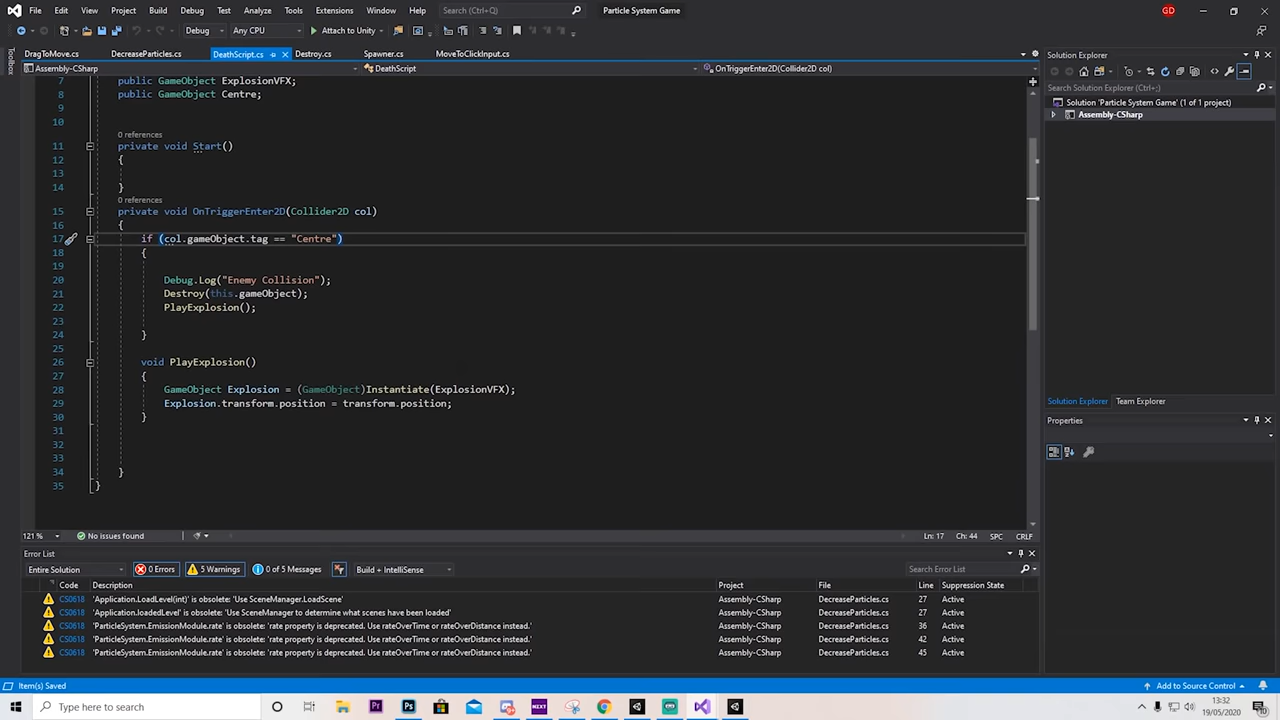 File Edit View Project Build Debug Test Analyze Tools Extensions Window Help Search (Ctrl+;) Particle System Game GD
Debug Any CPU Attach to Unity
DragToMove.cs DecreaseParticles.cs DeathScript.cs Destroy.cs Spawner.cs MoveToClickInput.cs
Toolbox
Assembly-CSharp DeathScript OnTriggerEnter2D(Collider2D col)
7 public GameObject ExplosionVFX;
8 public GameObject Centre;
9
10
0 references
11 private void Start()
12 {
13
14 }
0 references
15 private void OnTriggerEnter2D(Collider2D col)
16 {
17 if (col.gameObject.tag == "Centre")
18 {
19
20 Debug.Log("Enemy Collision");
21 Destroy(this.gameObject);
22 PlayExplosion();
23
24 }
25
26 void PlayExplosion()
27 {
28 GameObject Explosion = (GameObject)Instantiate(ExplosionVFX);
29 Explosion.transform.position = transform.position;
30 }
31
32
33
34 }
35 }
121 % No issues found Ln: 17 Ch: 44 SPC CRLF
Solution Explorer
Search Solution Explorer (Ctrl+;)
Solution 'Particle System Game' (1 of 1 project)
Assembly-CSharp
Solution Explorer Team Explorer
Properties
Error List
Entire Solution 0 Errors 5 Warnings 0 of 5 Messages Build + IntelliSense Search Error List
Code Description Project File Line Suppression State
CS0618 'Application.LoadLevel(int)' is obsolete: 'Use SceneManager.LoadScene' Assembly-CSharp DecreaseParticles.cs 27 Active
CS0618 'Application.loadedLevel' is obsolete: 'Use SceneManager to determine what scenes have been loaded' Assembly-CSharp DecreaseParticles.cs 27 Active
CS0618 'ParticleSystem.EmissionModule.rate' is obsolete: 'rate property is deprecated. Use rateOverTime or rateOverDistance instead.' Assembly-CSharp DecreaseParticles.cs 36 Active
CS0618 'ParticleSystem.EmissionModule.rate' is obsolete: 'rate property is deprecated. Use rateOverTime or rateOverDistance instead.' Assembly-CSharp DecreaseParticles.cs 42 Active
CS0618 'ParticleSystem.EmissionModule.rate' is obsolete: 'rate property is deprecated. Use rateOverTime or rateOverDistance instead.' Assembly-CSharp DecreaseParticles.cs 45 Active
Item(s) Saved Add to Source Control
Type here to search Pr Ps NEXT 13:32
19/05/2020